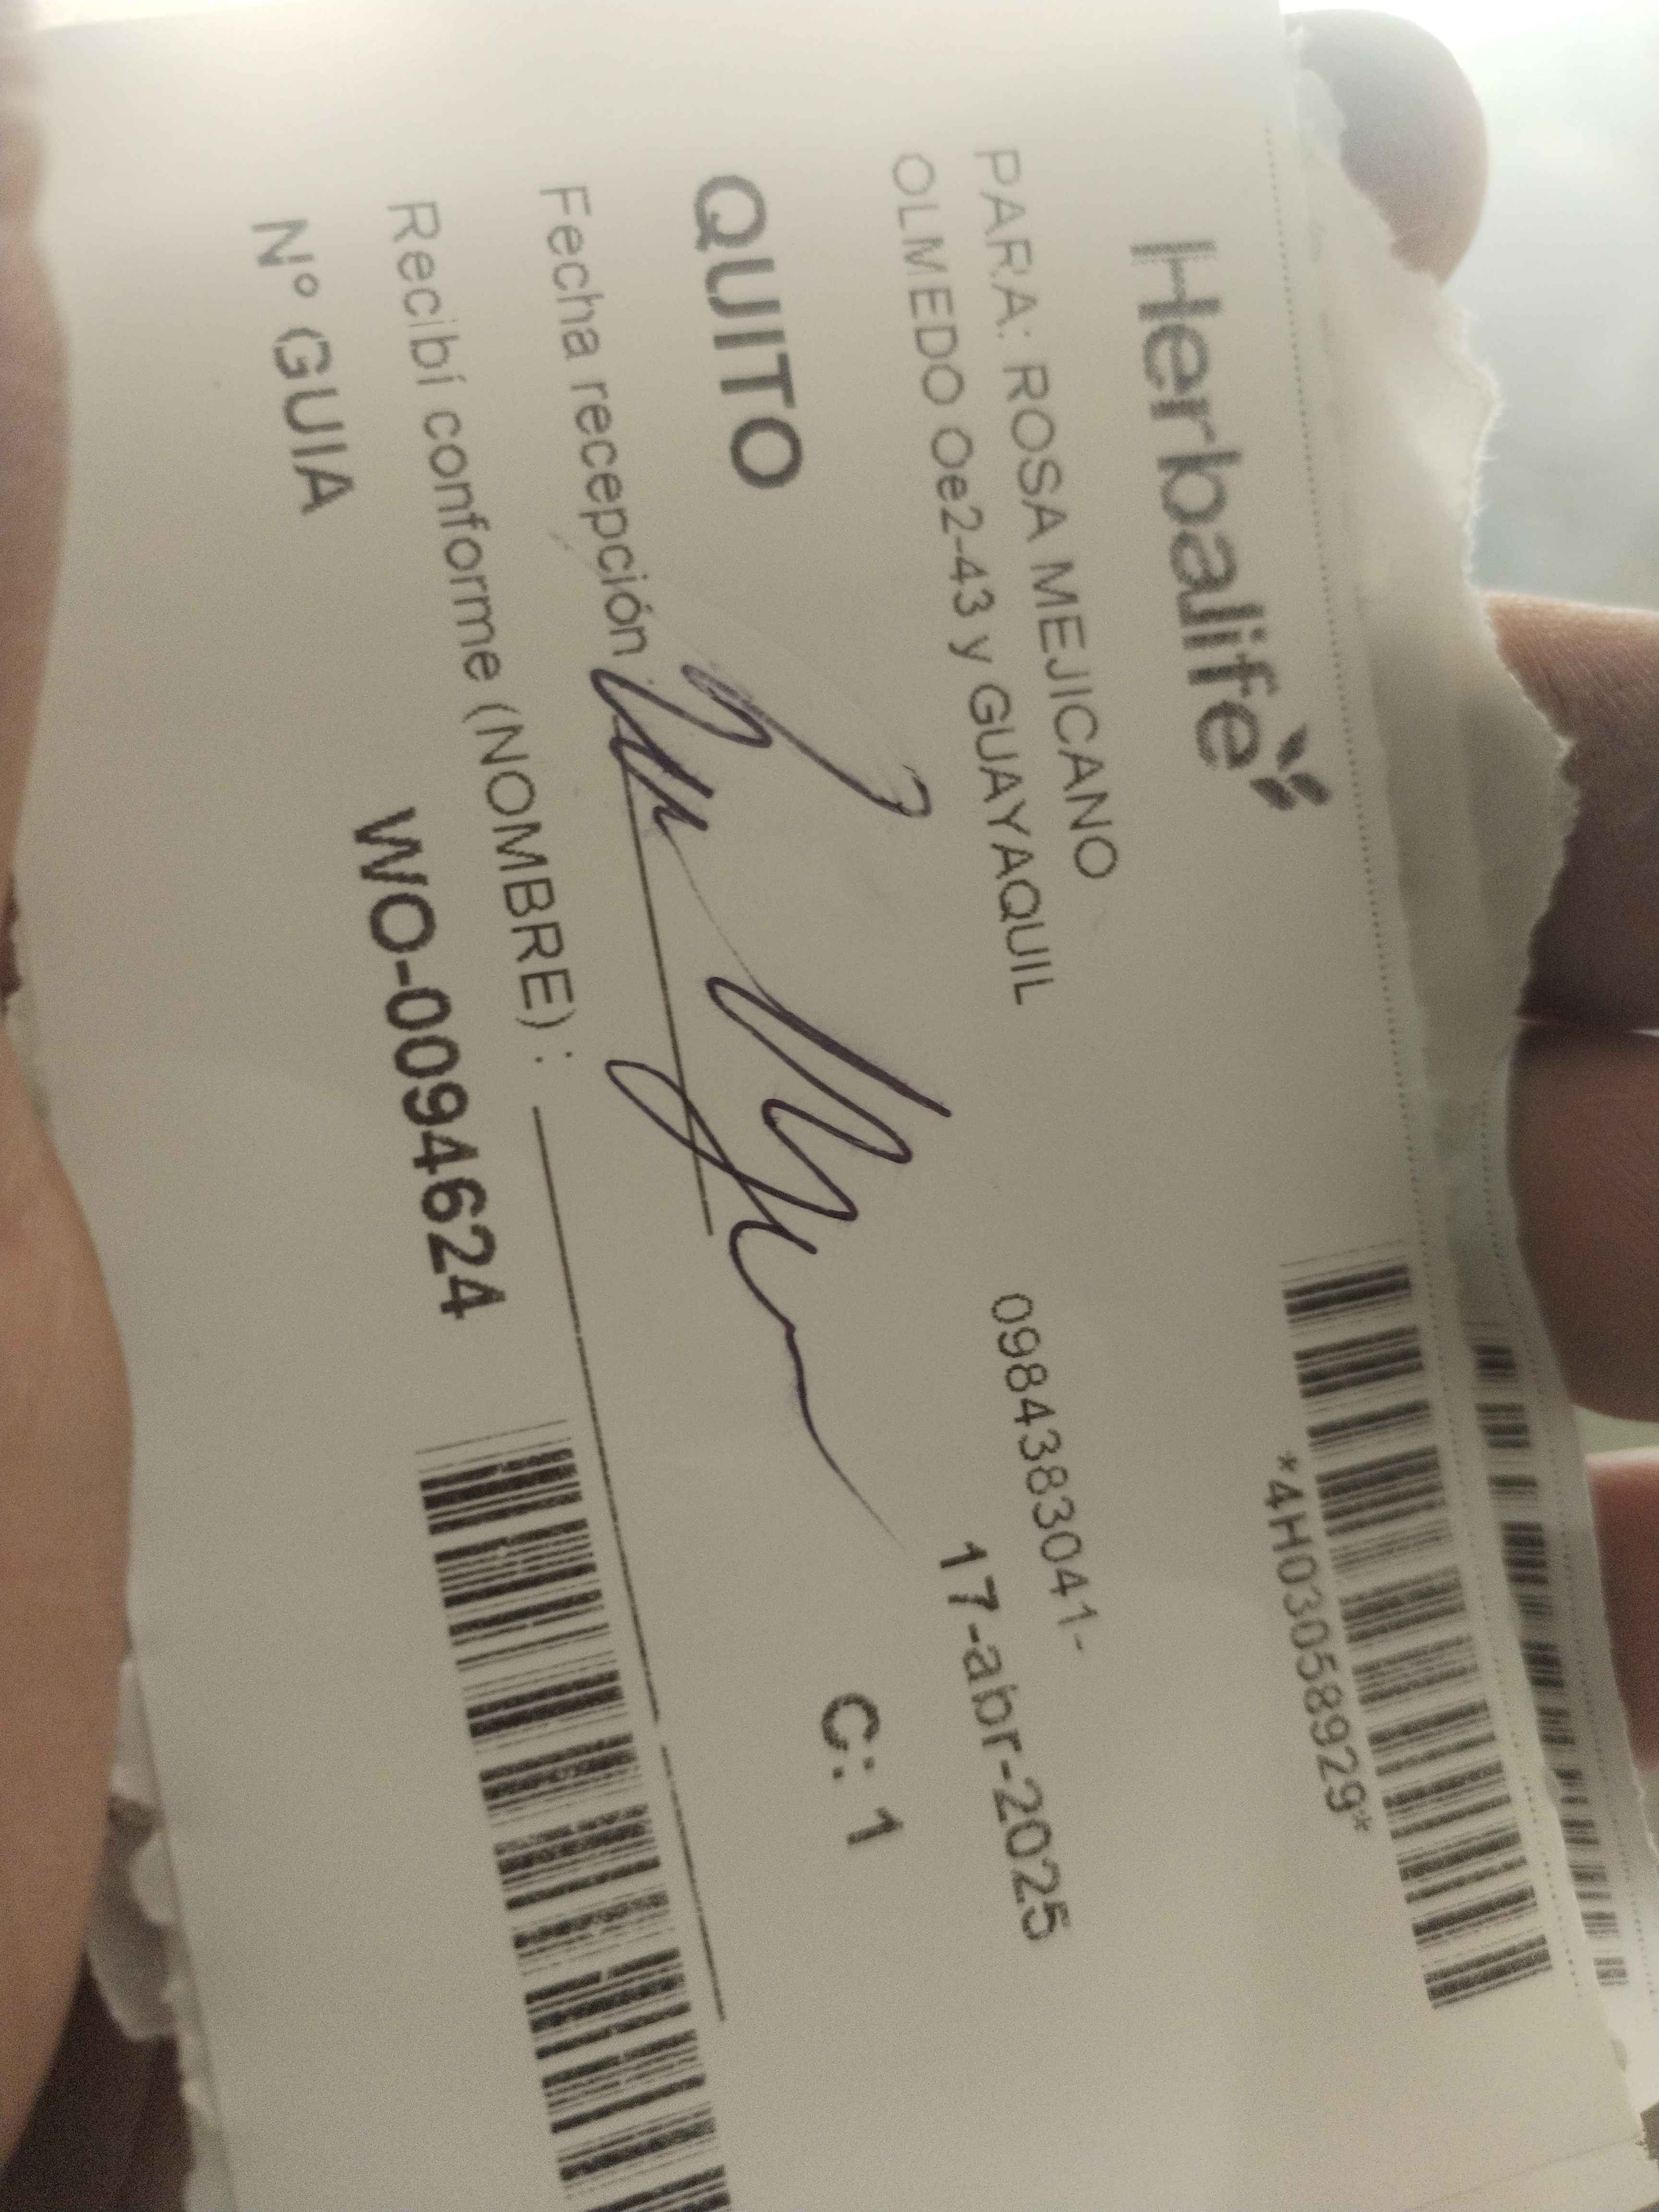 Herbalife
*4H03058929*
PARA: ROSA MEJICANO
OLMEDO Oe2-43 y GUAYAQUIL
0984383041-
17-abr-2025
QUITO
C: 1
Fecha recepción
Recibí conforme (NOMBRE) :
Nº GUIA
WO-0094624